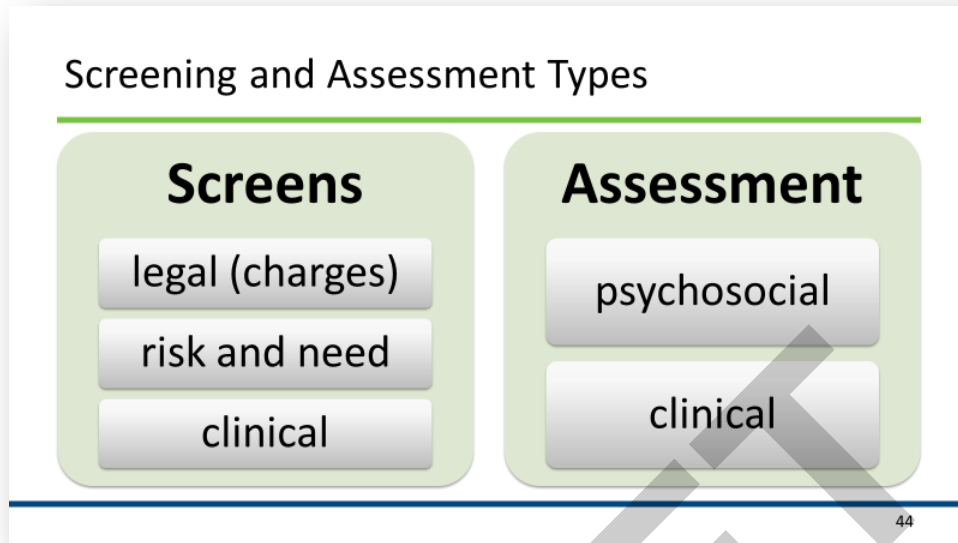 Screening and Assessment Types
Screens
legal (charges)
risk and need
clinical
Assessment
psychosocial
clinical
44